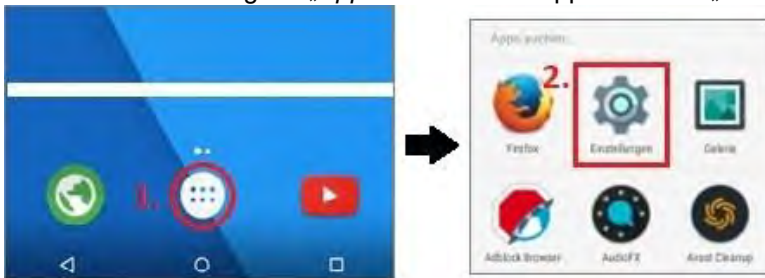 Apps suchen...
2.
Firefox
Einstellungen
Galerie
1.
Adblock Browser
AudioFX
Avast Cleanup